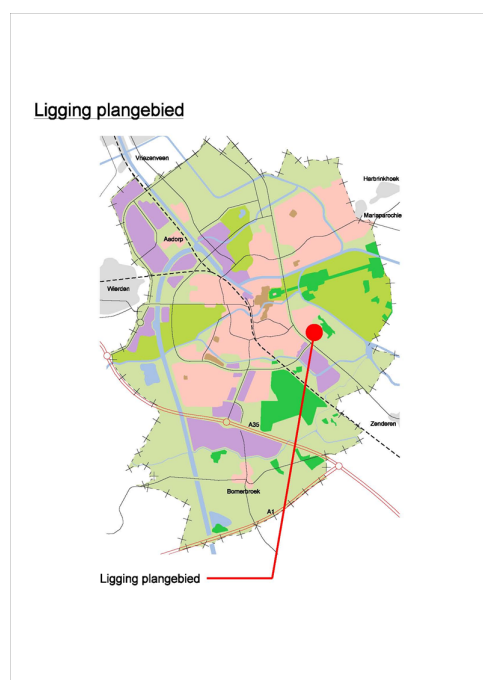 Ligging plangebied
Vriezenveen
Harbrinkhoek
Mariaparochie
Aadorp
Wierden
Zenderen
A35
Bornerbroek
A1
Ligging plangebied